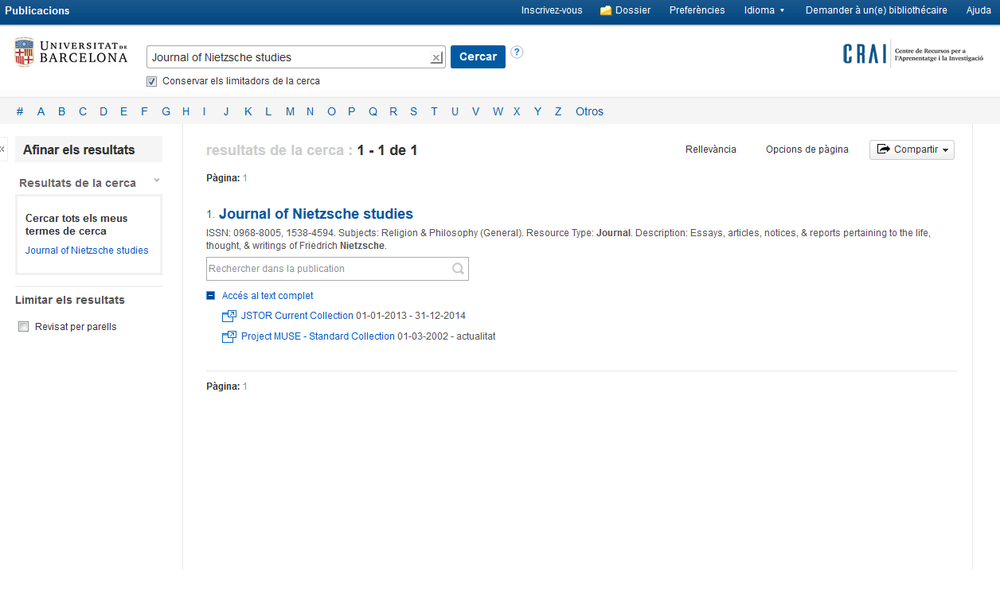 Publicacions Inscrivez-vous Dossier Preferències Idioma Demander à un(e) bibliothécaire Ajuda
UNIVERSITAT DE
BARCELONA
Journal of Nietzsche studies x Cercar ?
Conservar els limitadors de la cerca
CRAI Centre de Recursos per a
l'Aprenentatge i la Investigació
# A B C D E F G H I J K L M N O P Q R S T U V W X Y Z Otros
«
Afinar els resultats
Resultats de la cerca
Cercar tots els meus
termes de cerca
Journal of Nietzsche studies
Limitar els resultats
Revisat per parells
resultats de la cerca : 1 - 1 de 1 Rellevància Opcions de pàgina Compartir
Pàgina: 1
1. Journal of Nietzsche studies
ISSN: 0968-8005, 1538-4594. Subjects: Religion & Philosophy (General). Resource Type: Journal. Description: Essays, articles, notices, & reports pertaining to the life,
thought, & writings of Friedrich Nietzsche.
Rechercher dans la publication
Accés al text complet
JSTOR Current Collection 01-01-2013 - 31-12-2014
Project MUSE - Standard Collection 01-03-2002 - actualitat
Pàgina: 1